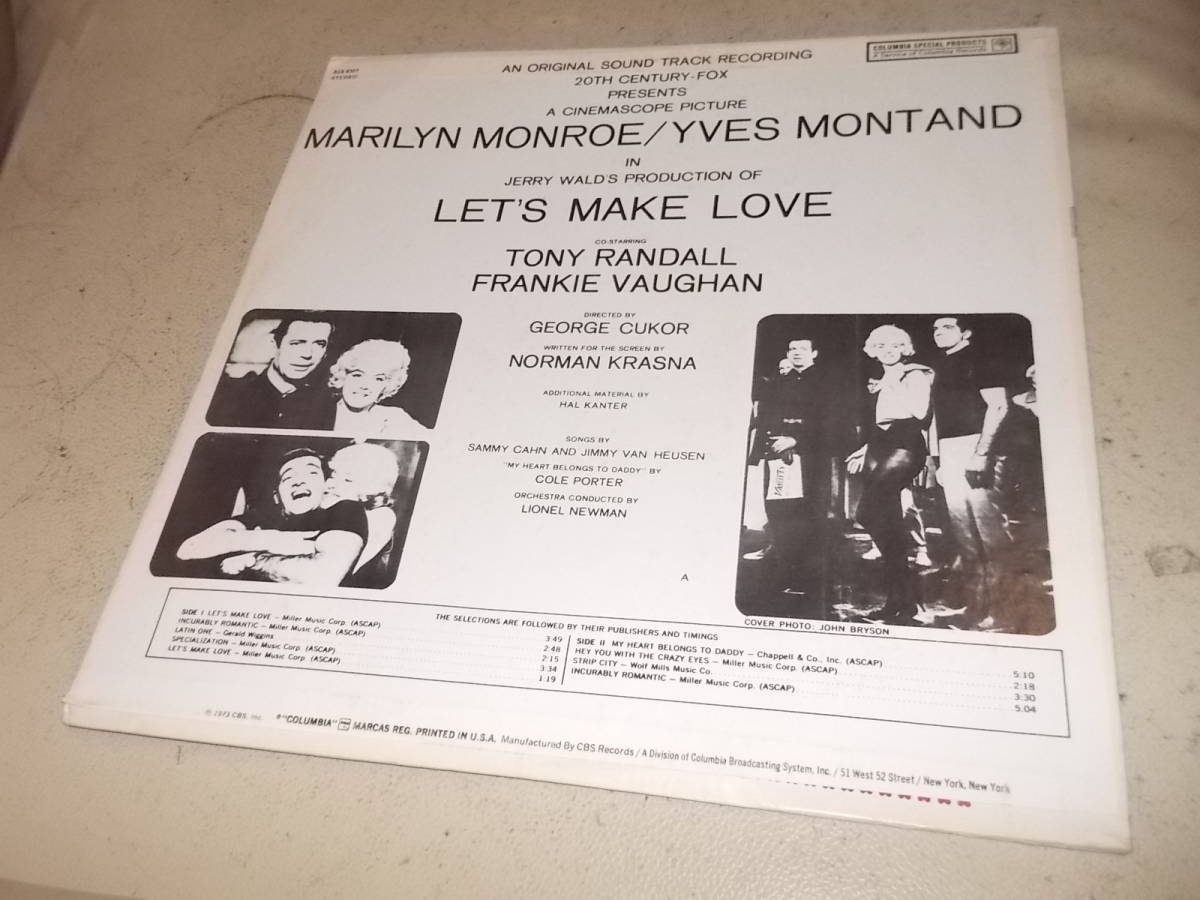 STEREO
COLUMBIA SPECIAL PRODUCTS
A Service of Columbia Records
AN ORIGINAL SOUND TRACK RECORDING
20TH CENTURY-FOX
PRESENTS
A CINEMASCOPE PICTURE
MARILYN MONROE/YVES MONTAND
IN
JERRY WALD'S PRODUCTION OF
LET'S MAKE LOVE
CO-STARRING
TONY RANDALL
FRANKIE VAUGHAN
DIRECTED BY
GEORGE CUKOR
WRITTEN FOR THE SCREEN BY
NORMAN KRASNA
ADDITIONAL MATERIAL BY
HAL KANTER
SONGS BY
SAMMY CAHN AND JIMMY VAN HEUSEN
"MY HEART BELONGS TO DADDY" BY
COLE PORTER
ORCHESTRA CONDUCTED BY
LIONEL NEWMAN
VARIETY
A
COVER PHOTO: JOHN BRYSON
THE SELECTIONS ARE FOLLOWED BY THEIR PUBLISHERS AND TIMINGS
SIDE I LET'S MAKE LOVE – Miller Music Corp. (ASCAP) 3:49
INCURABLY ROMANTIC – Miller Music Corp. (ASCAP) 2:48
LATIN ONE – Gerald Wiggins 2:15
SPECIALIZATION – Miller Music Corp. (ASCAP) 3:34
LET'S MAKE LOVE – Miller Music Corp. (ASCAP) 1:19
SIDE II MY HEART BELONGS TO DADDY – Chappell & Co., Inc. (ASCAP) 5:10
HEY YOU WITH THE CRAZY EYES – Miller Music Corp. (ASCAP) 2:18
STRIP CITY – Wolf Mills Music Co. 3:30
INCURABLY ROMANTIC – Miller Music Corp. (ASCAP) 5:04
℗ 1973 CBS, Inc. ®"COLUMBIA" MARCAS REG. PRINTED IN U.S.A. Manufactured By CBS Records / A Division of Columbia Broadcasting System, Inc. / 51 West 52 Street / New York, New York